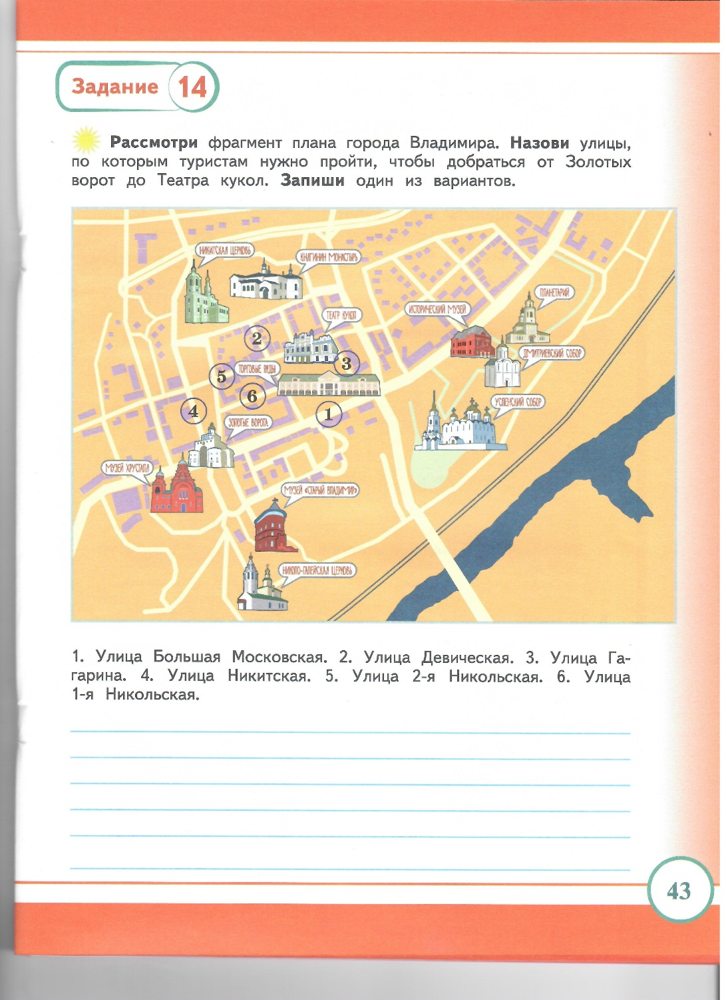 Задание 14
Рассмотри фрагмент плана города Владимира. Назови улицы,
по которым туристам нужно пройти, чтобы добраться от Золотых
ворот до Театра кукол. Запиши один из вариантов.
НИКИТСКАЯ ЦЕРКОВЬ
КНЯГИНИН МОНАСТЫРЬ
ПЛАНЕТАРИЙ
ИСТОРИЧЕСКИЙ МУЗЕЙ
ТЕАТР КУКОЛ
2
ДМИТРИЕВСКИЙ СОБОР
3
ТОРГОВЫЕ РЯДЫ
5
6
УСПЕНСКИЙ СОБОР
4
1
ЗОЛОТЫЕ ВОРОТА
МУЗЕЙ ХРУСТАЛЯ
МУЗЕЙ «СТАРЫЙ ВЛАДИМИР»
НИКОЛО-ГАЛЕЙСКАЯ ЦЕРКОВЬ
1. Улица Большая Московская. 2. Улица Девическая. 3. Улица Га-
гарина. 4. Улица Никитская. 5. Улица 2-я Никольская. 6. Улица
1-я Никольская.
43